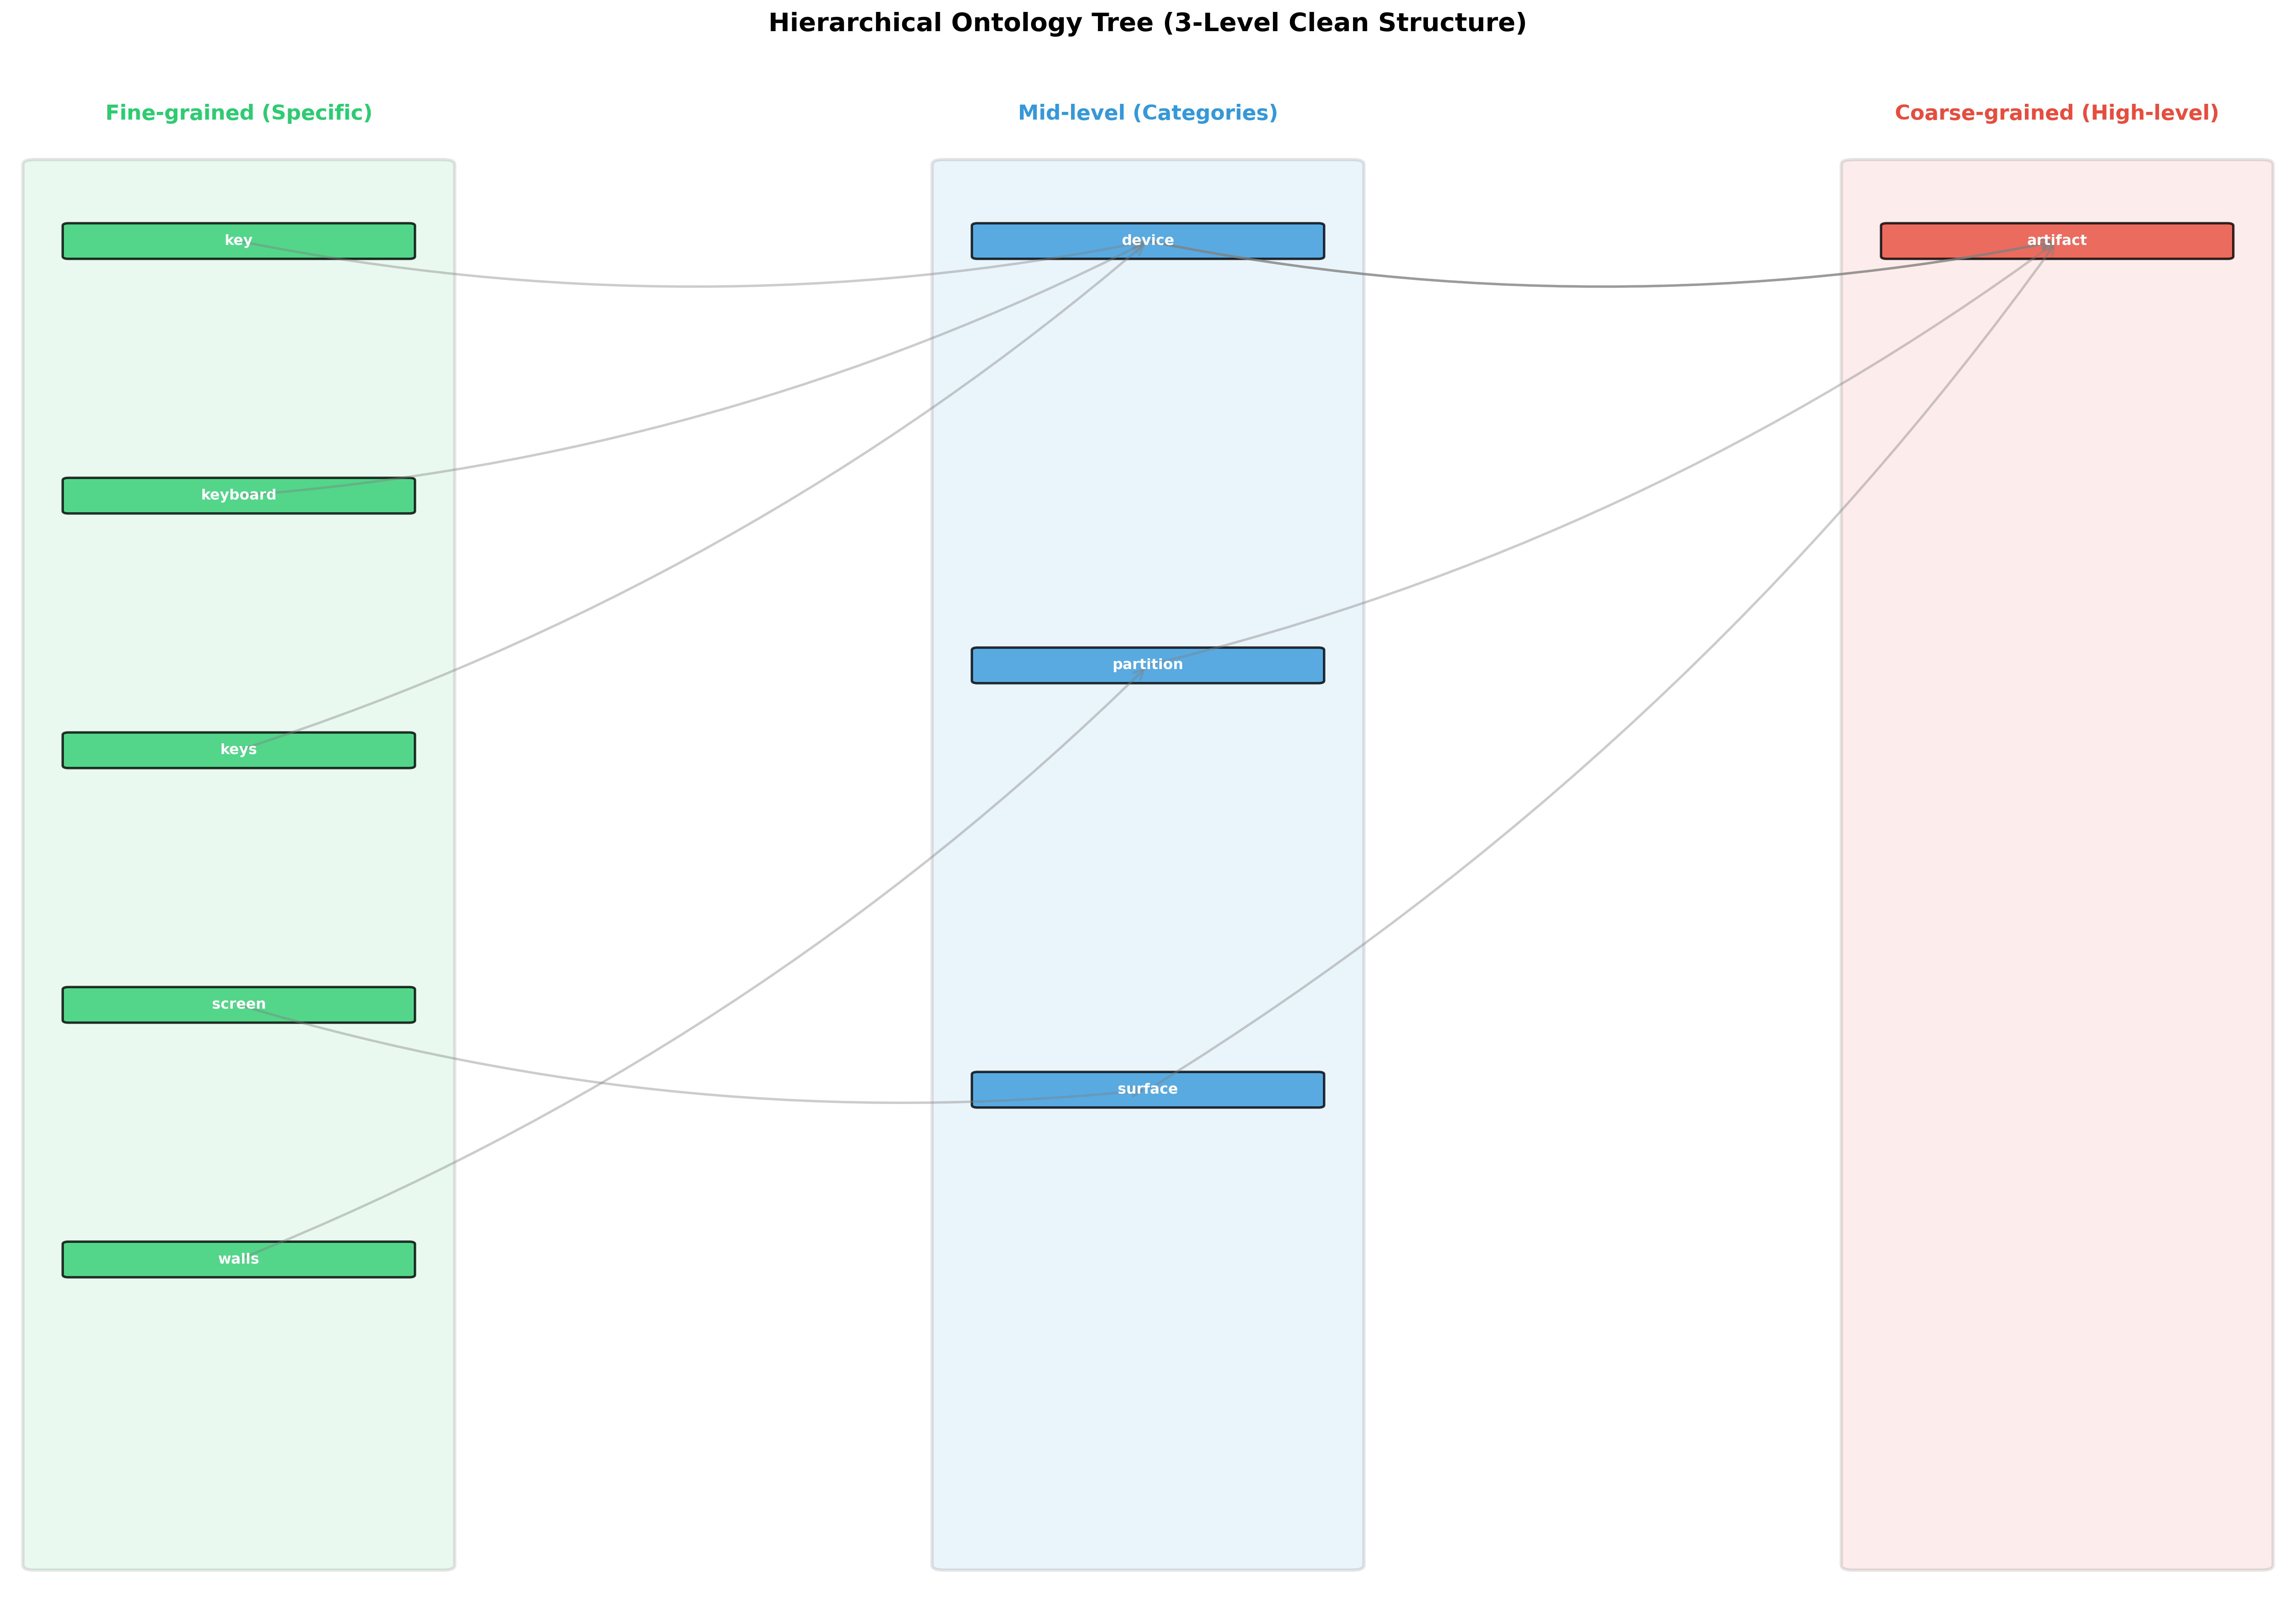 Hierarchical Ontology Tree (3-Level Clean Structure)
Fine-grained (Specific)
Mid-level (Categories)
Coarse-grained (High-level)
key
device
artifact
keyboard
partition
keys
screen
surface
walls